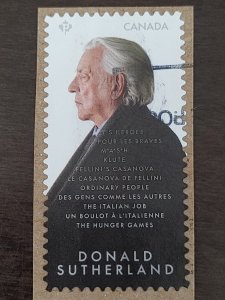 P
CANADA
POUR LES BRAVES
M*A*S*H
KLUTE
FELLINI'S CASANOVA
LE CASANOVA DE FELLINI
ORDINARY PEOPLE
DES GENS COMME LES AUTRES
THE ITALIAN JOB
UN BOULOT À L'ITALIENNE
THE HUNGER GAMES
DONALD
SUTHERLAND